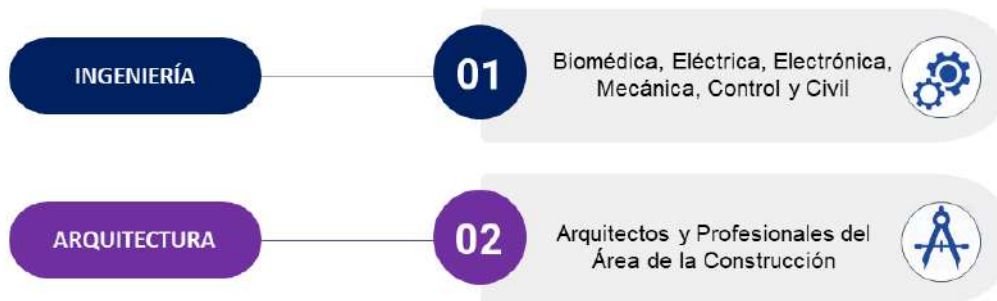 INGENIERÍA
01
Biomédica, Eléctrica, Electrónica,
Mecánica, Control y Civil
ARQUITECTURA
02
Arquitectos y Profesionales del
Área de la Construcción